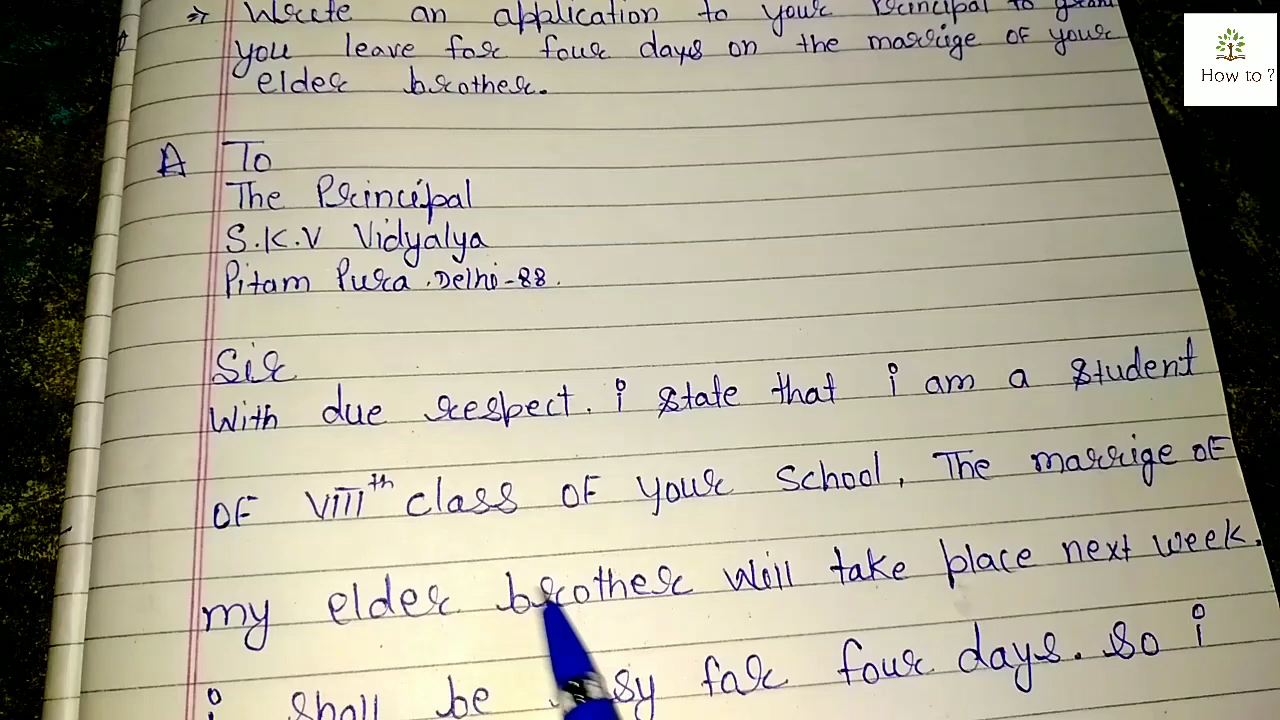 ⇒ Write an application to your Principal to grant
you leave for four days on the marrige of your
elder brother.
How to ?
A To
The Principal
S.K.V Vidyalya
Pitam Pura . Delhi-88.
Sir
With due respect. i state that i am a student
OF VIIIth class OF your School, The marrige OF
my elder brother Will take place next week.
i shall be for four days. So i